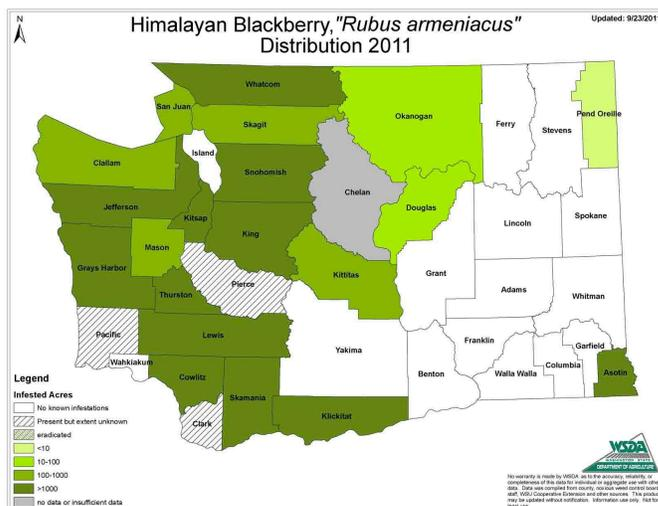 N
Himalayan Blackberry,"Rubus armeniacus"
Distribution 2011
Updated: 9/23/201
Whatcom
San Juan
Skagit
Okanogan
Ferry
Stevens
Pend Oreille
Island
Clallam
Snohomish
Chelan
Jefferson
Kitsap
King
Douglas
Lincoln
Spokane
Mason
Grays Harbor
Kittitas
Grant
Pierce
Thurston
Adams
Whitman
Pacific
Lewis
Yakima
Franklin
Garfield
Wahkiakum
Cowlitz
Benton
Walla Walla
Columbia
Asotin
Skamania
Klickitat
Clark
Legend
Infested Acres
No known infestations
Present but extent unknown
eradicated
<10
10-100
100-1000
>1000
no data or insufficient data
WSDA
WASHINGTON STATE
DEPARTMENT OF AGRICULTURE
No warranty is made by WSDA as to the accuracy, reliability, or
completeness of this data for individual or aggregate use with othe
data. Data was compiled from county, noxious weed control board
staff, WSU Cooperative Extension and other sources. This produc
may be updated without notification. Information use only. Not for